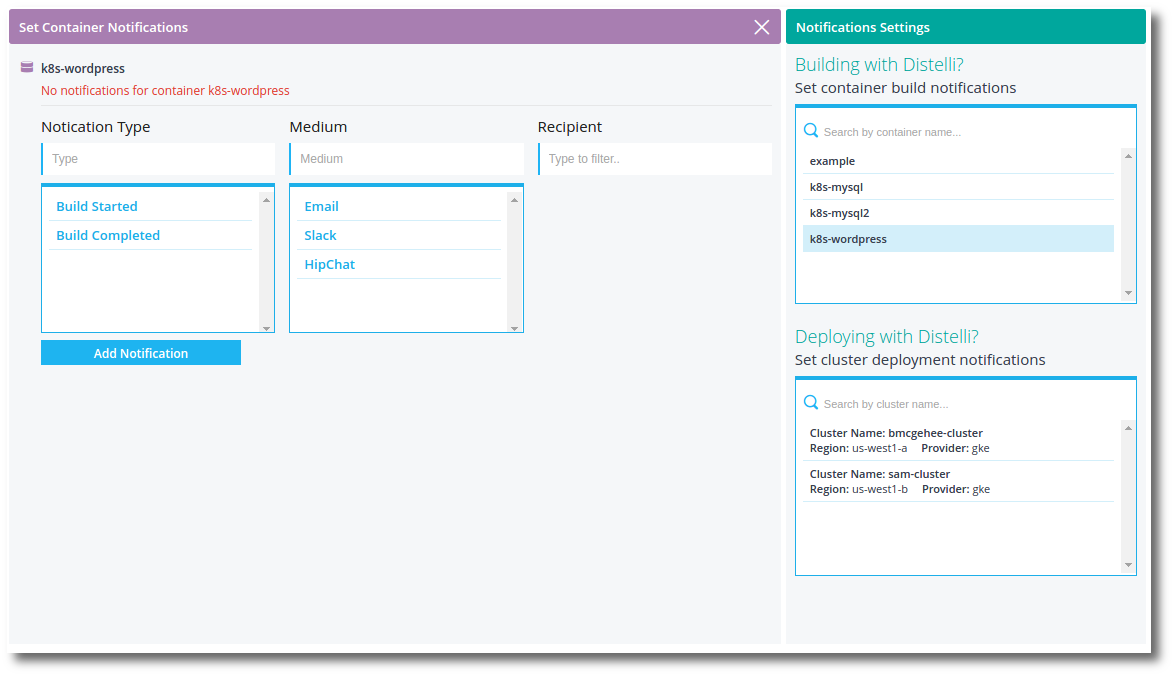 Set Container Notifications
k8s-wordpress
No notifications for container k8s-wordpress
Notication Type
Medium
Recipient
Type
Medium
Type to filter..
Build Started
Build Completed
Email
Slack
HipChat
Add Notification
Notifications Settings
Building with Distelli?
Set container build notifications
Search by container name...
example
k8s-mysql
k8s-mysql2
k8s-wordpress
Deploying with Distelli?
Set cluster deployment notifications
Search by cluster name...
Cluster Name: bmcgehee-cluster
Region: us-west1-a Provider: gke
Cluster Name: sam-cluster
Region: us-west1-b Provider: gke